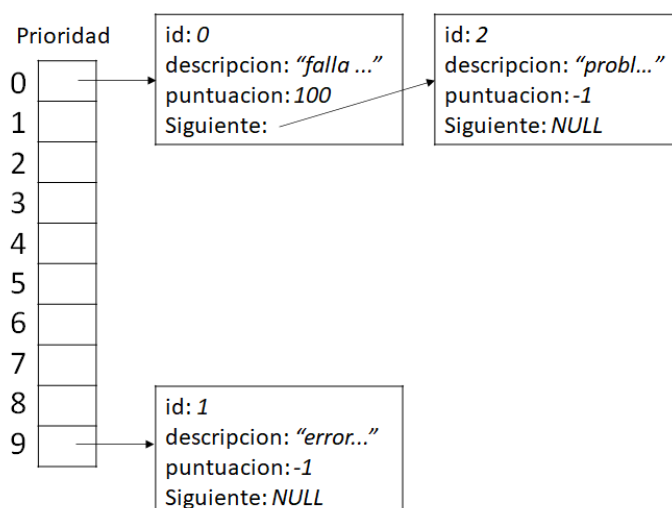 Prioridad
0
1
2
3
4
5
6
7
8
9
id: 0
descripcion: “falla ...”
puntuacion: 100
Siguiente:
id: 2
descripcion: “probl...”
puntuacion: -1
Siguiente: NULL
id: 1
descripcion: “error...”
puntuacion: -1
Siguiente: NULL